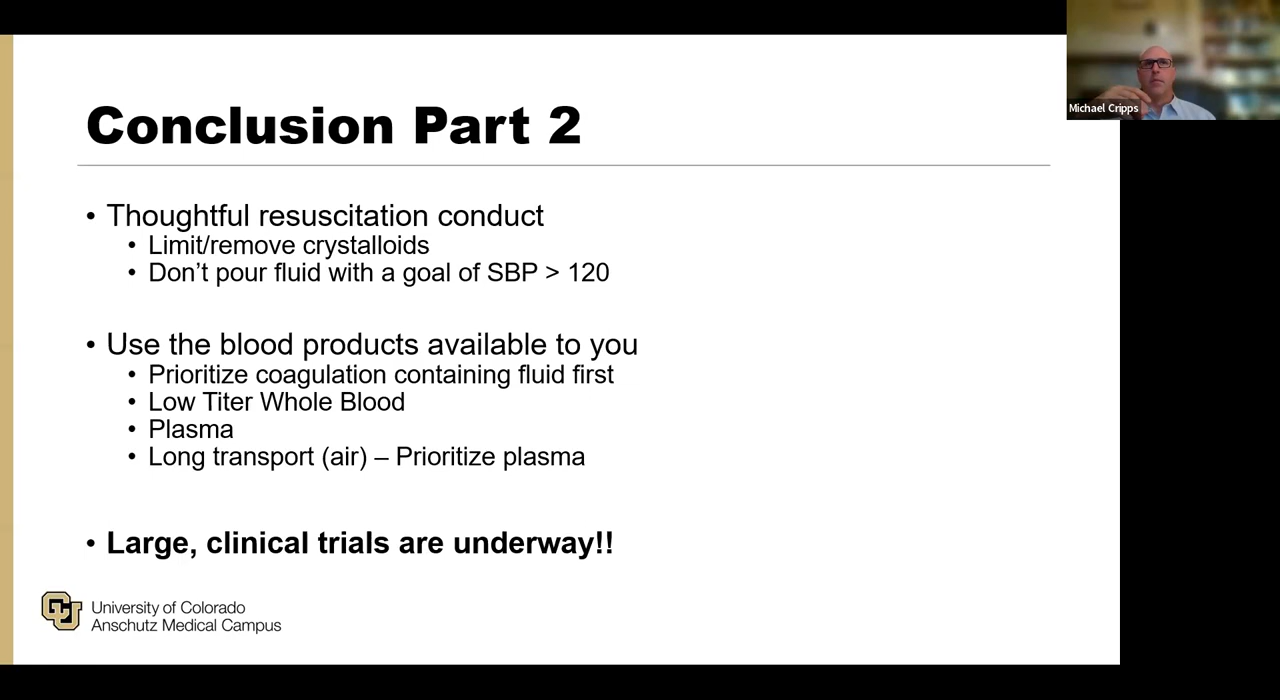 Michael Cripps
Conclusion Part 2
• Thoughtful resuscitation conduct
• Limit/remove crystalloids
• Don’t pour fluid with a goal of SBP > 120
• Use the blood products available to you
• Prioritize coagulation containing fluid first
• Low Titer Whole Blood
• Plasma
• Long transport (air) – Prioritize plasma
• Large, clinical trials are underway!!
CU
University of Colorado
Anschutz Medical Campus